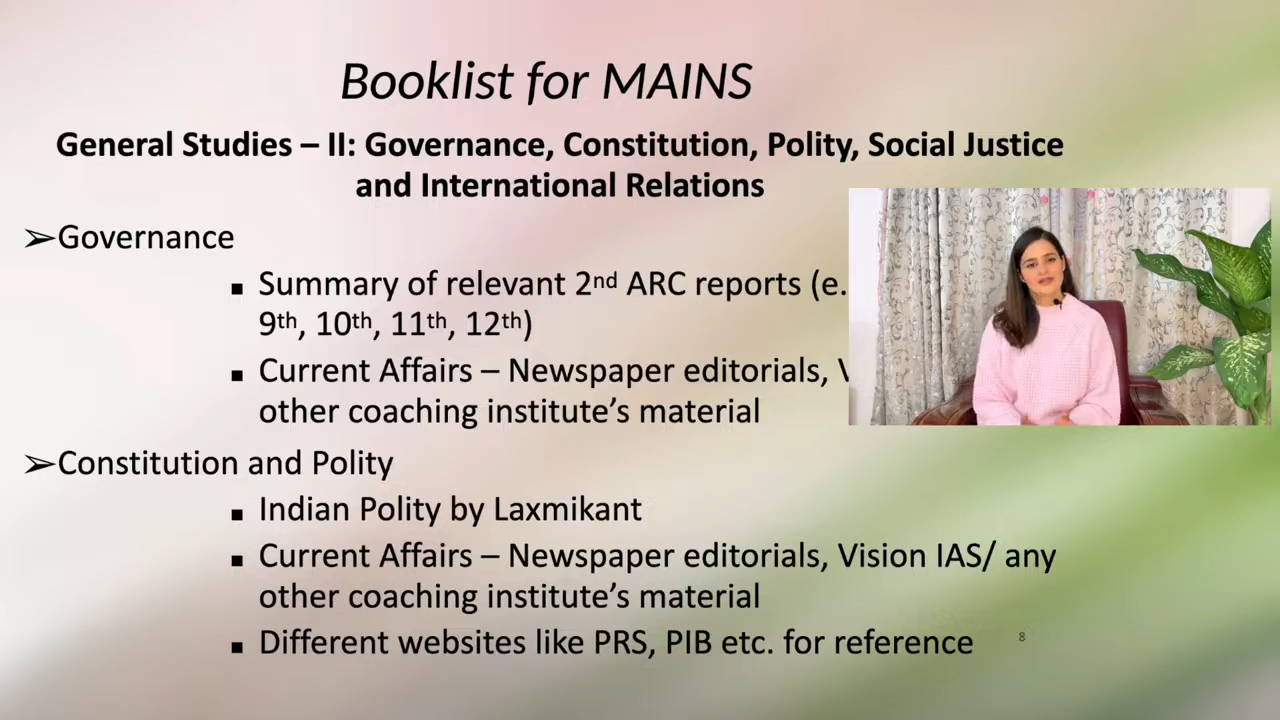 Booklist for MAINS
General Studies – II: Governance, Constitution, Polity, Social Justice
and International Relations
➢Governance
▪ Summary of relevant 2nd ARC reports (e.
9th, 10th, 11th, 12th)
▪ Current Affairs – Newspaper editorials,
other coaching institute’s material
➢Constitution and Polity
▪ Indian Polity by Laxmikant
▪ Current Affairs – Newspaper editorials, Vision IAS/ any
other coaching institute’s material
▪ Different websites like PRS, PIB etc. for reference
8